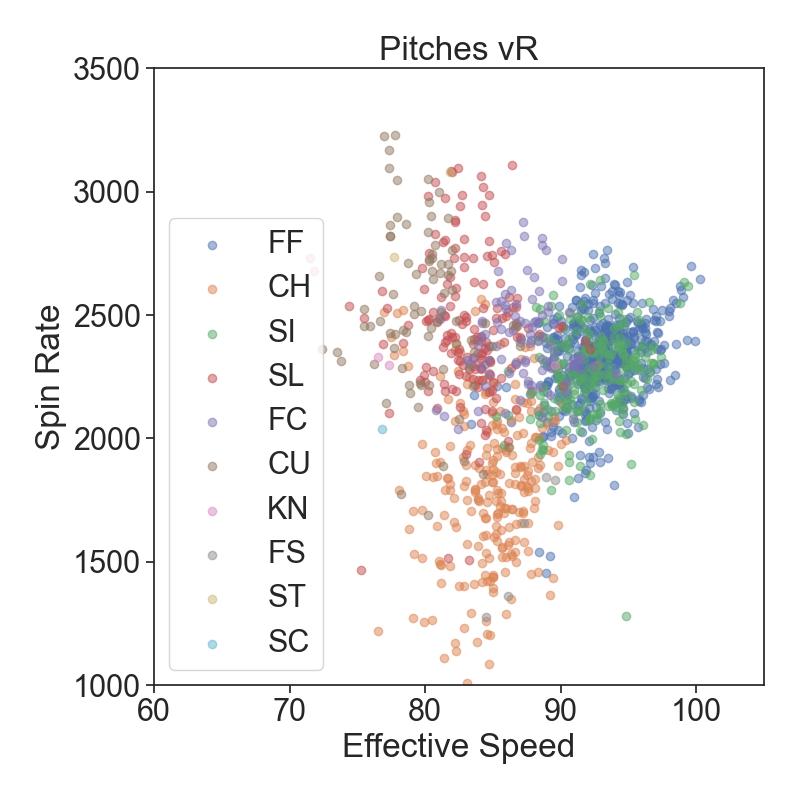 Pitches vR
3500
3000
2500
2000
1500
1000
Spin Rate
FF
CH
SI
SL
FC
CU
KN
FS
ST
SC
60 70 80 90 100
Effective Speed